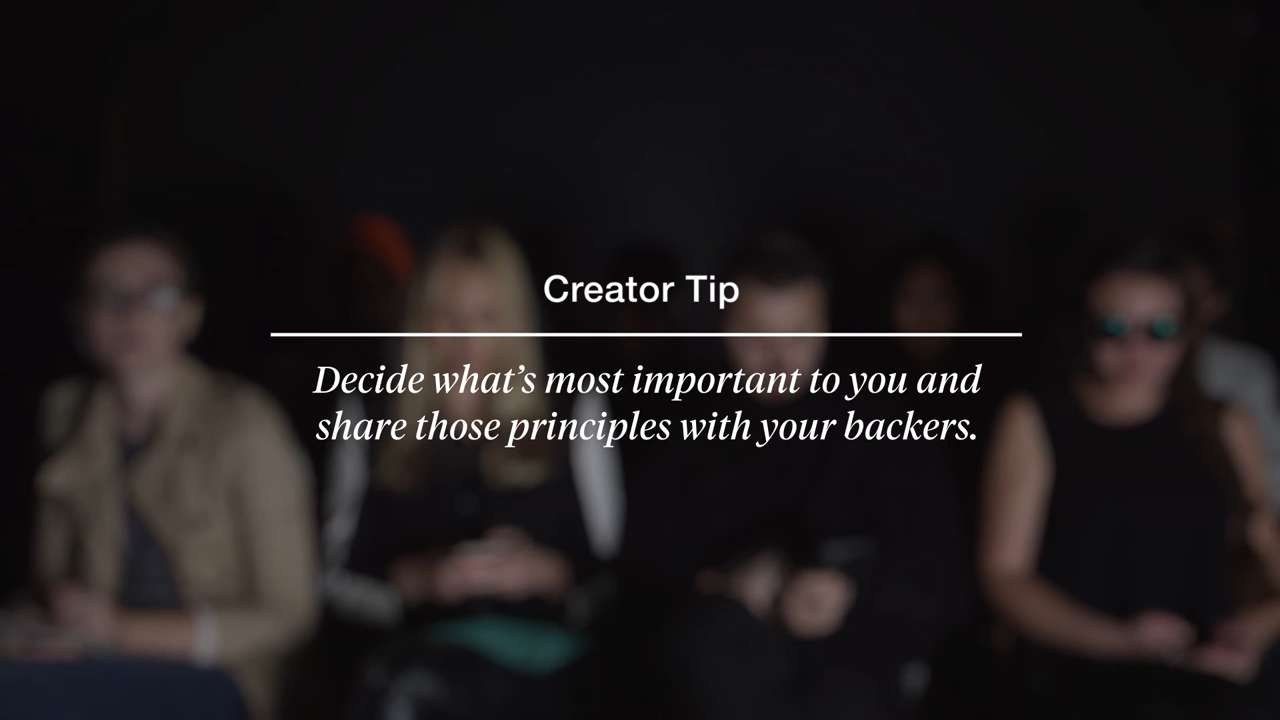 Creator Tip
Decide what’s most important to you and
share those principles with your backers.